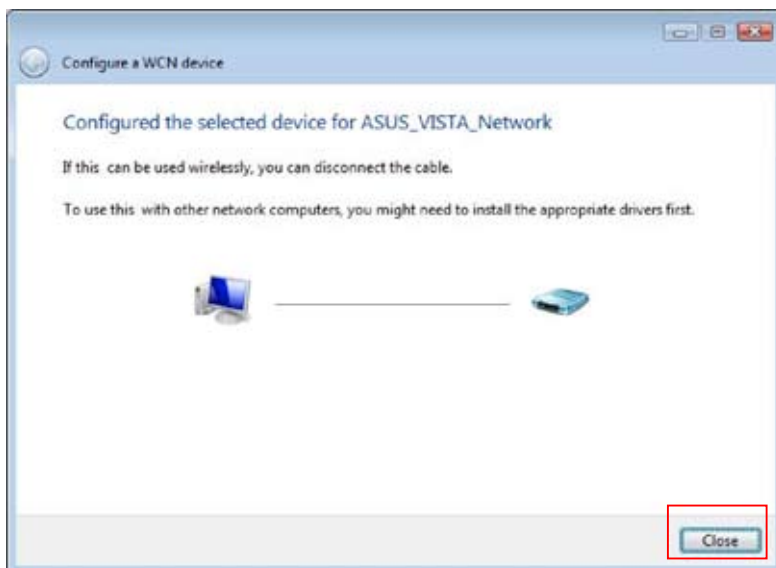 Configure a WCN device
Configured the selected device for ASUS_VISTA_Network
If this can be used wirelessly, you can disconnect the cable.
To use this with other network computers, you might need to install the appropriate drivers first.
Close